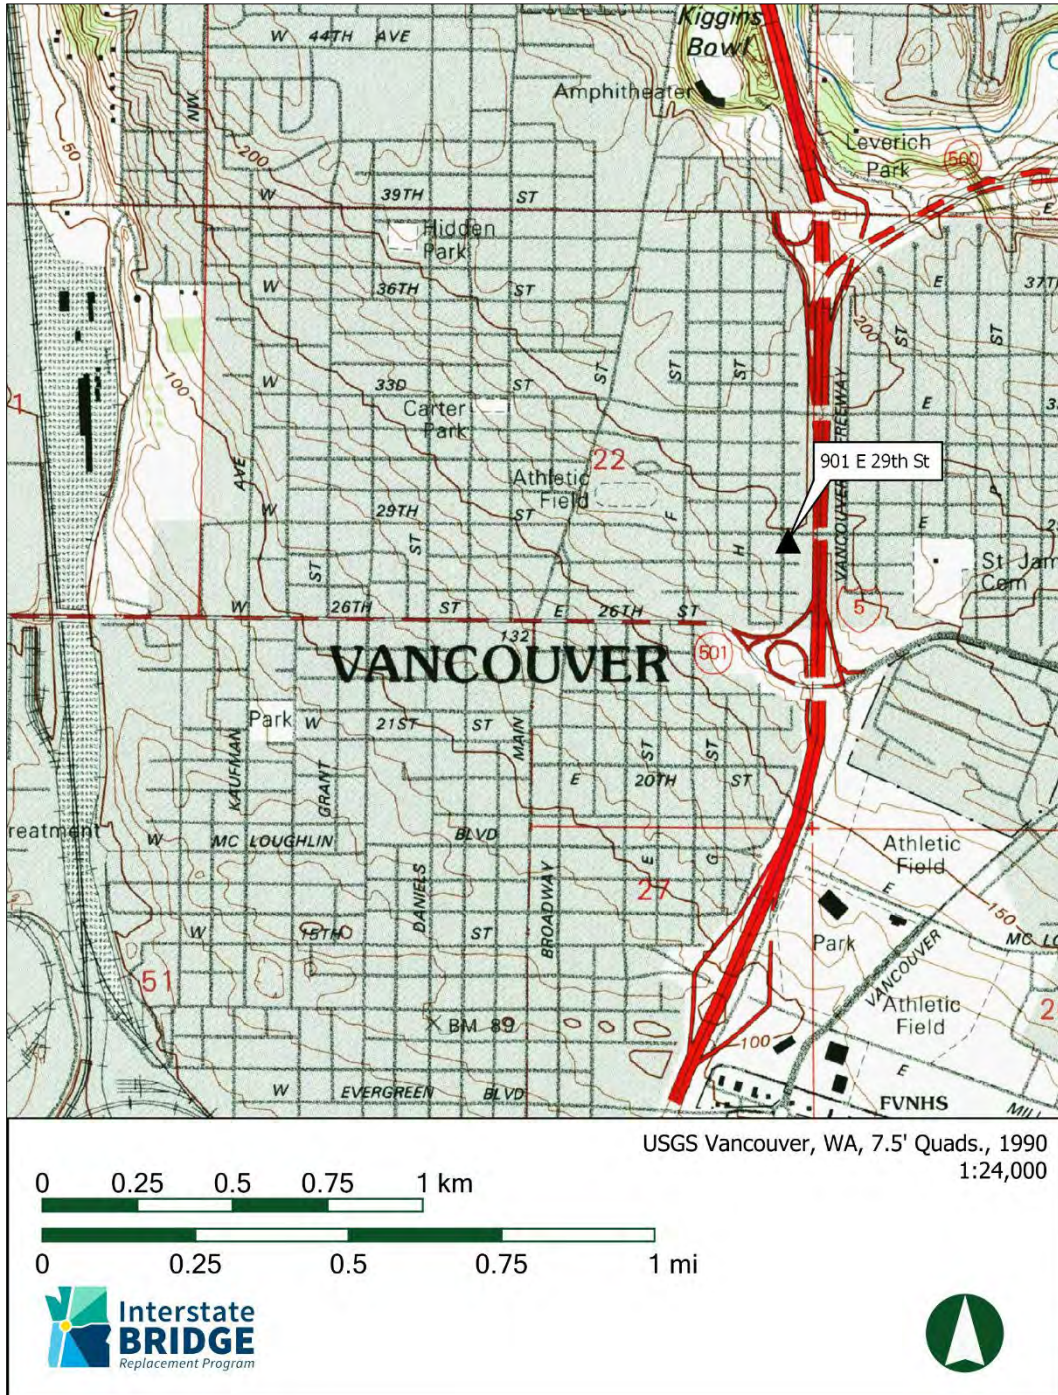 Kiggins
Bowl
W 44TH AVE
Amphitheater
NW
50
200
Leverich
Park
500
W 39TH ST
E
Hidden
Park
W 36TH ST
E 37TH
200
ST
ST
W 33D ST
ST
ST
ST
100
Carter
Park
E
1
VANCOUVER FREEWAY
901 E 29th St
22
AVE
Athletic
Field
W 29TH ST
F
P
E
ST
H
ST
St Jam
Cem
W 26TH ST E 26TH ST
5
132
501
VANCOUVER
Park
W 21ST ST
MAIN
ST
ST
KAUFMAN
GRANT
E 20TH ST
reatment
W MC LOUGHLIN BLVD
Athletic
Field
E
G
27
E
DANIELS
BROADWAY
150
W 15TH ST
Park
MC LO
VANCOUVER
51
Athletic
Field
2
BM 89
100
W EVERGREEN BLVD
E
FVNHS
MILL
USGS Vancouver, WA, 7.5' Quads., 1990
1:24,000
0 0.25 0.5 0.75 1 km
0 0.25 0.5 0.75 1 mi
Interstate
BRIDGE
Replacement Program